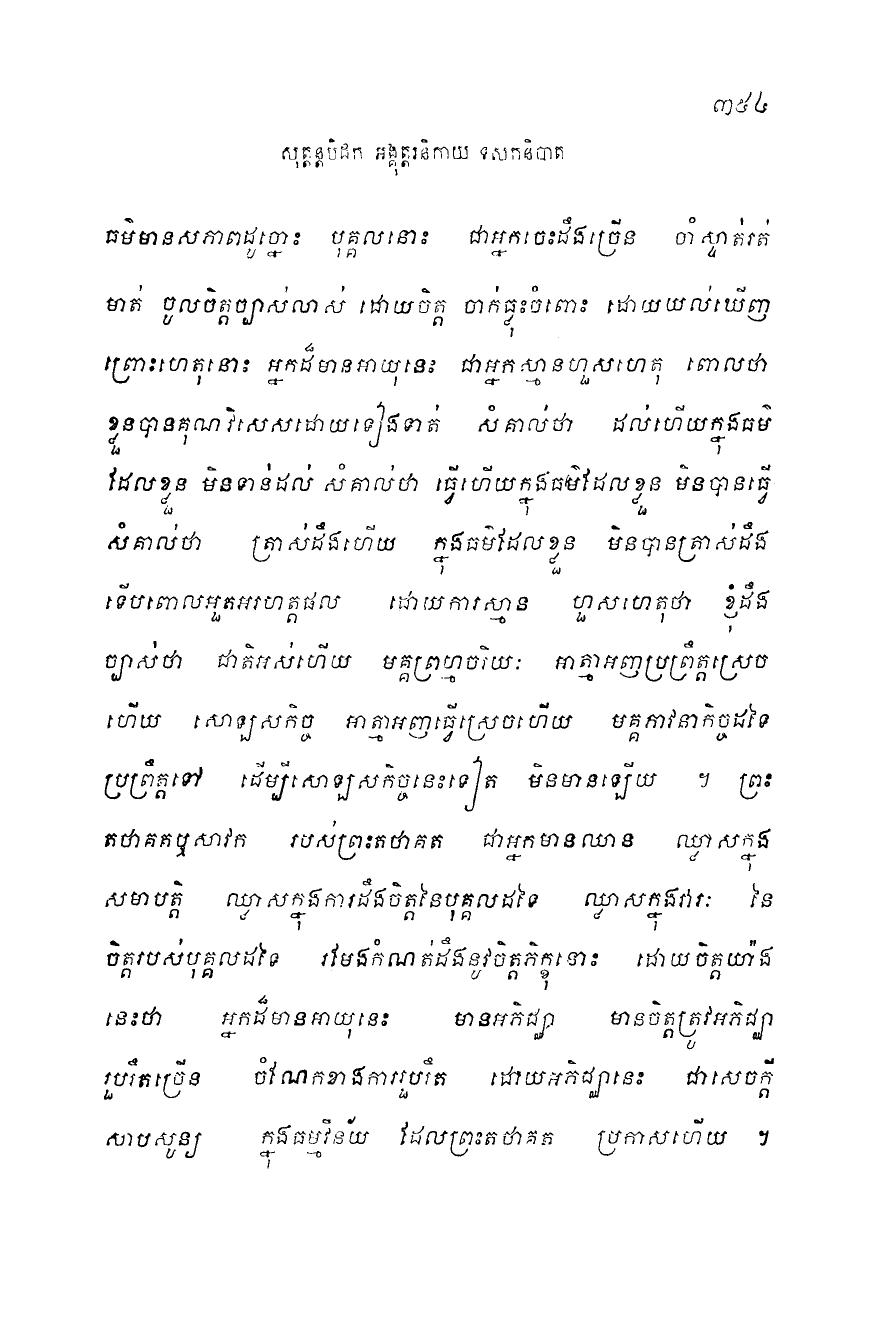 ៣៥៤
សុត្តន្តបិដក អង្គុត្តរនិកាយ ទសកនិបាត
ធម៌មានសភាពដូច្នោះ បុគ្គលនោះ ជាអ្នកចេះដឹងច្រើន ចាំស្ទាត់រត់
មាត់ ចូលចិត្តច្បាស់លាស់ ដោយចិត្ត ចាក់ធ្លុះចំពោះ ដោយយល់ឃើញ
ព្រោះហេតុនោះ អ្នកដ៏មានអាយុនេះ ជាអ្នកស្មានហួសហេតុ ពោលថា
ខ្លួនបានគុណវិសេសដោយទៀងទាត់ សំគាល់ថា ដល់ហើយក្នុងធម៌
ដែលខ្លួន មិនទាន់ដល់ សំគាល់ថា ធ្វើហើយក្នុងធម៌ដែលខ្លួន មិនបានធ្វើ
សំគាល់ថា ត្រាស់ដឹងហើយ ក្នុងធម៌ដែលខ្លួន មិនបានត្រាស់ដឹង
ទើបពោលអួតអរហត្តផល ដោយការស្មាន ហួសហេតុថា ខ្ញុំដឹង
ច្បាស់ថា ជាតិអស់ហើយ មគ្គព្រហ្មចរិយៈ អាត្មាអញប្រព្រឹត្តស្រេច
ហើយ សោឡសកិច្ច អាត្មាអញធ្វើស្រេចហើយ មគ្គភាវនាកិច្ចដទៃ
ប្រព្រឹត្តទៅ ដើម្បីសោឡសកិច្ចនេះទៀត មិនមានឡើយ ។ ព្រះ
តថាគតឬសាវក របស់ព្រះតថាគត ជាអ្នកមានឈាន ឈ្លាសក្នុង
សមាបត្តិ ឈ្លាសក្នុងការដឹងចិត្តនៃបុគ្គលដទៃ ឈ្លាសក្នុងវារៈ នៃ
ចិត្តរបស់បុគ្គលដទៃ រមែងកំណត់ដឹងនូវចិត្តភិក្ខុនោះ ដោយចិត្តយ៉ាង
នេះថា អ្នកដ៏មានអាយុនេះ មានអភិជ្ឈា មានចិត្តត្រូវអភិជ្ឈា
រួបរឹតច្រើន ចំណែកខាងការរួបរឹត ដោយអភិជ្ឈានេះ ជាសេចក្តី
សាបសូន្យ ក្នុងធម្មវិន័យ ដែលព្រះតថាគត ប្រកាសហើយ ។